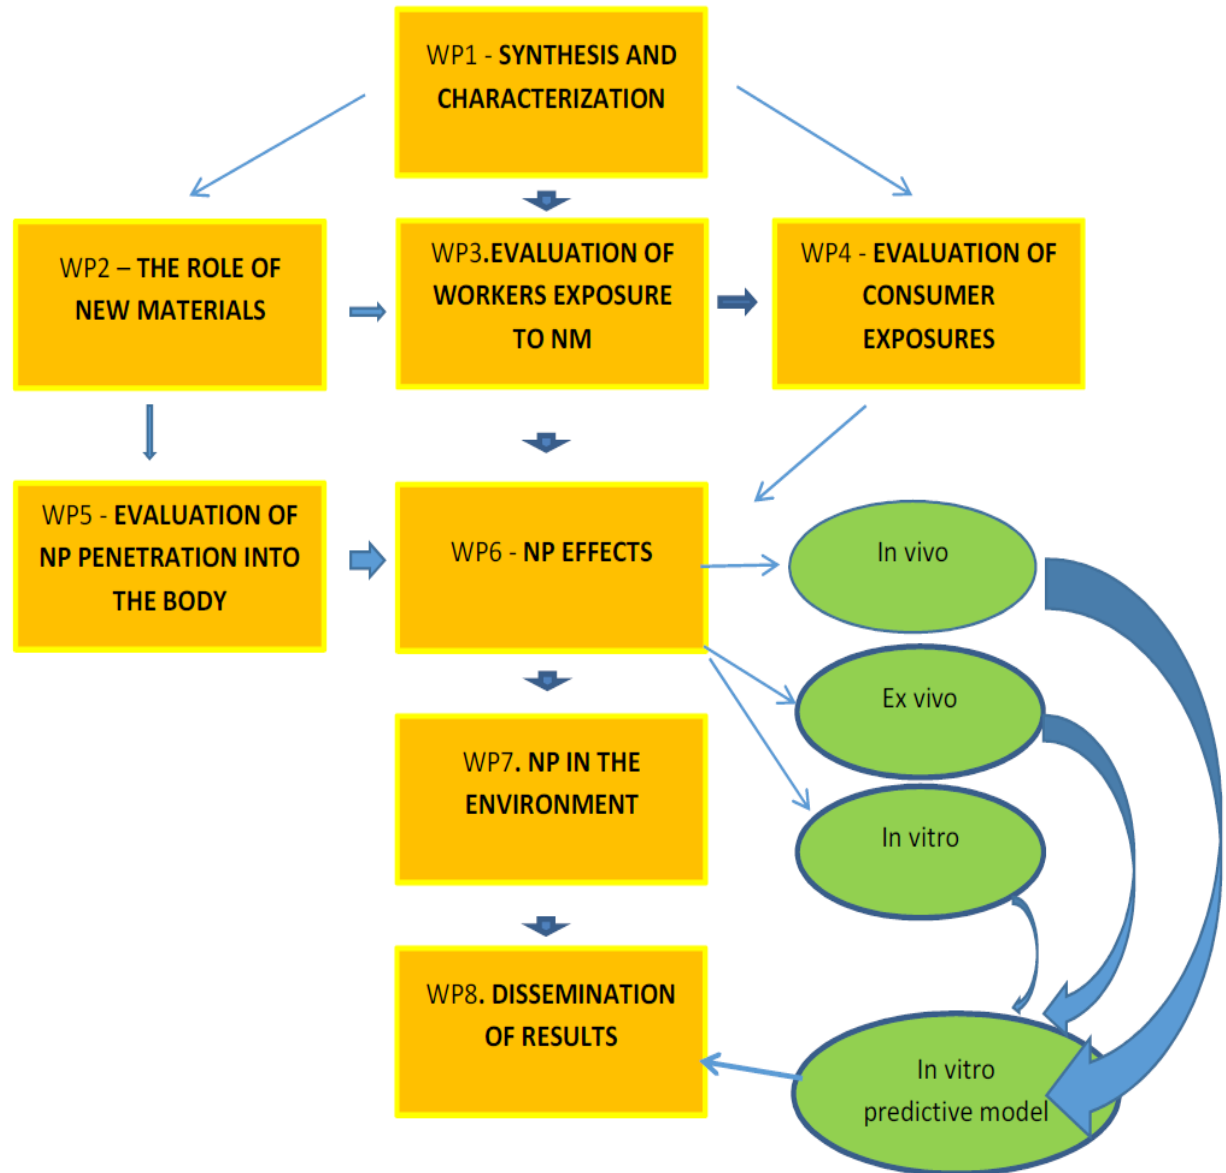 WP1 - SYNTHESIS AND
CHARACTERIZATION
WP2 – THE ROLE OF
NEW MATERIALS
WP3.EVALUATION OF
WORKERS EXPOSURE
TO NM
WP4 - EVALUATION OF
CONSUMER
EXPOSURES
WP5 - EVALUATION OF
NP PENETRATION INTO
THE BODY
WP6 - NP EFFECTS
In vivo
Ex vivo
WP7. NP IN THE
ENVIRONMENT
In vitro
WP8. DISSEMINATION
OF RESULTS
In vitro
predictive model